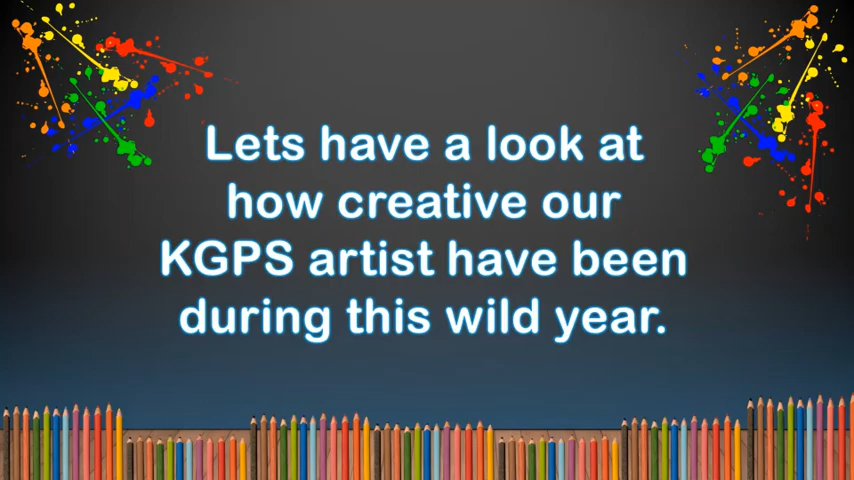 Lets have a look at
how creative our
KGPS artist have been
during this wild year.